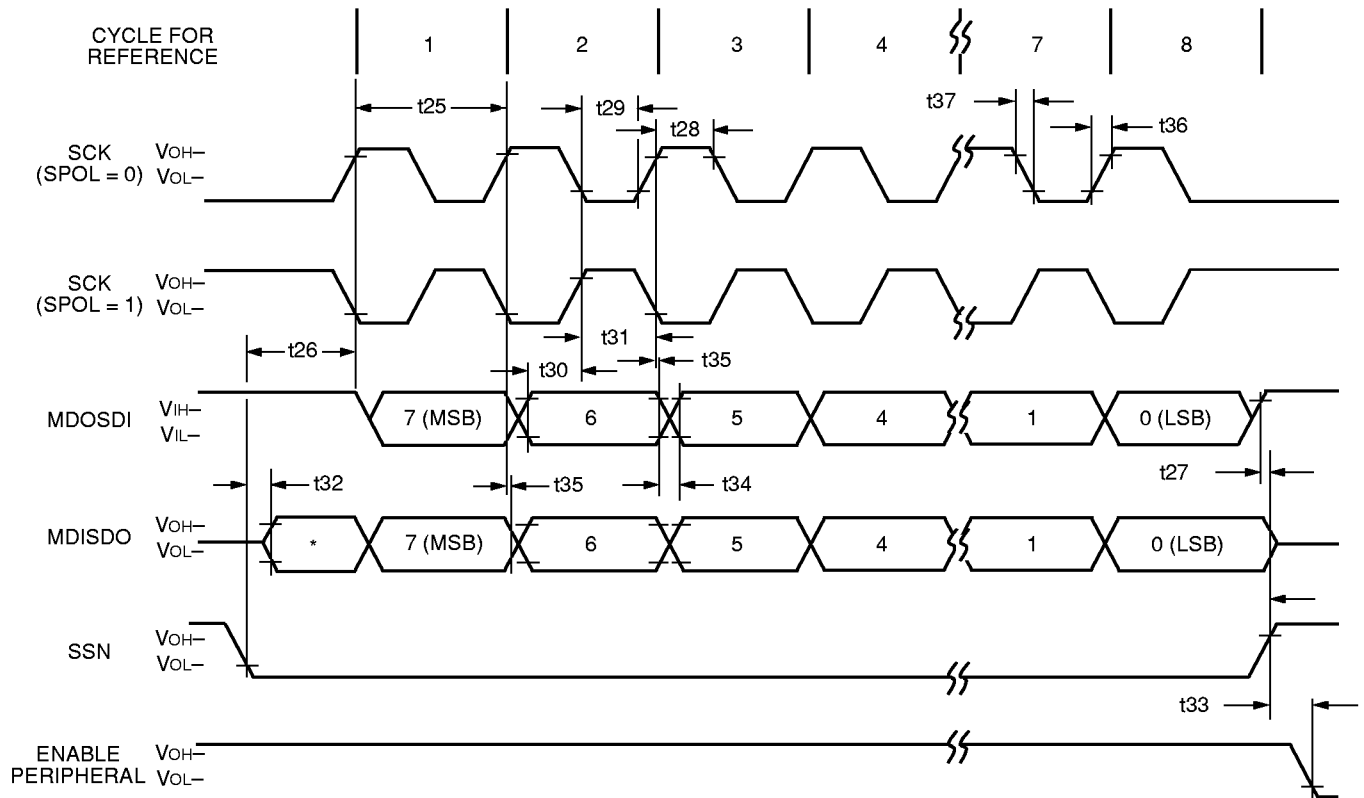 CYCLE FOR
REFERENCE
1
2
3
4
7
8
t25
t29
t28
t37
t36
SCK
(SPOL = 0)
VOH–
VOL–
SCK
(SPOL = 1)
VOH–
VOL–
t26
t31
t30
t35
MDOSDI
VIH–
VIL–
7 (MSB)
6
5
4
1
0 (LSB)
t27
t32
t35
t34
MDISDO
VOH–
VOL–
*
7 (MSB)
6
5
4
1
0 (LSB)
SSN
VOH–
VOL–
t33
ENABLE
PERIPHERAL
VOH–
VOL–